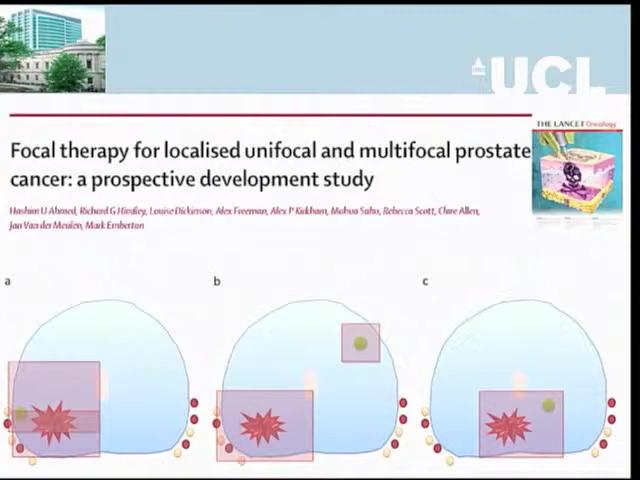 UCL
THE LANCET Oncology
Focal therapy for localised unifocal and multifocal prostate
cancer: a prospective development study
Hashim U Ahmed, Richard G Hindley, Louise Dickinson, Alex Freeman, Alex P Kirkham, Mahua Sahu, Rebecca Scott, Clare Allen,
Jan Van der Meulen, Mark Emberton
a
b
c